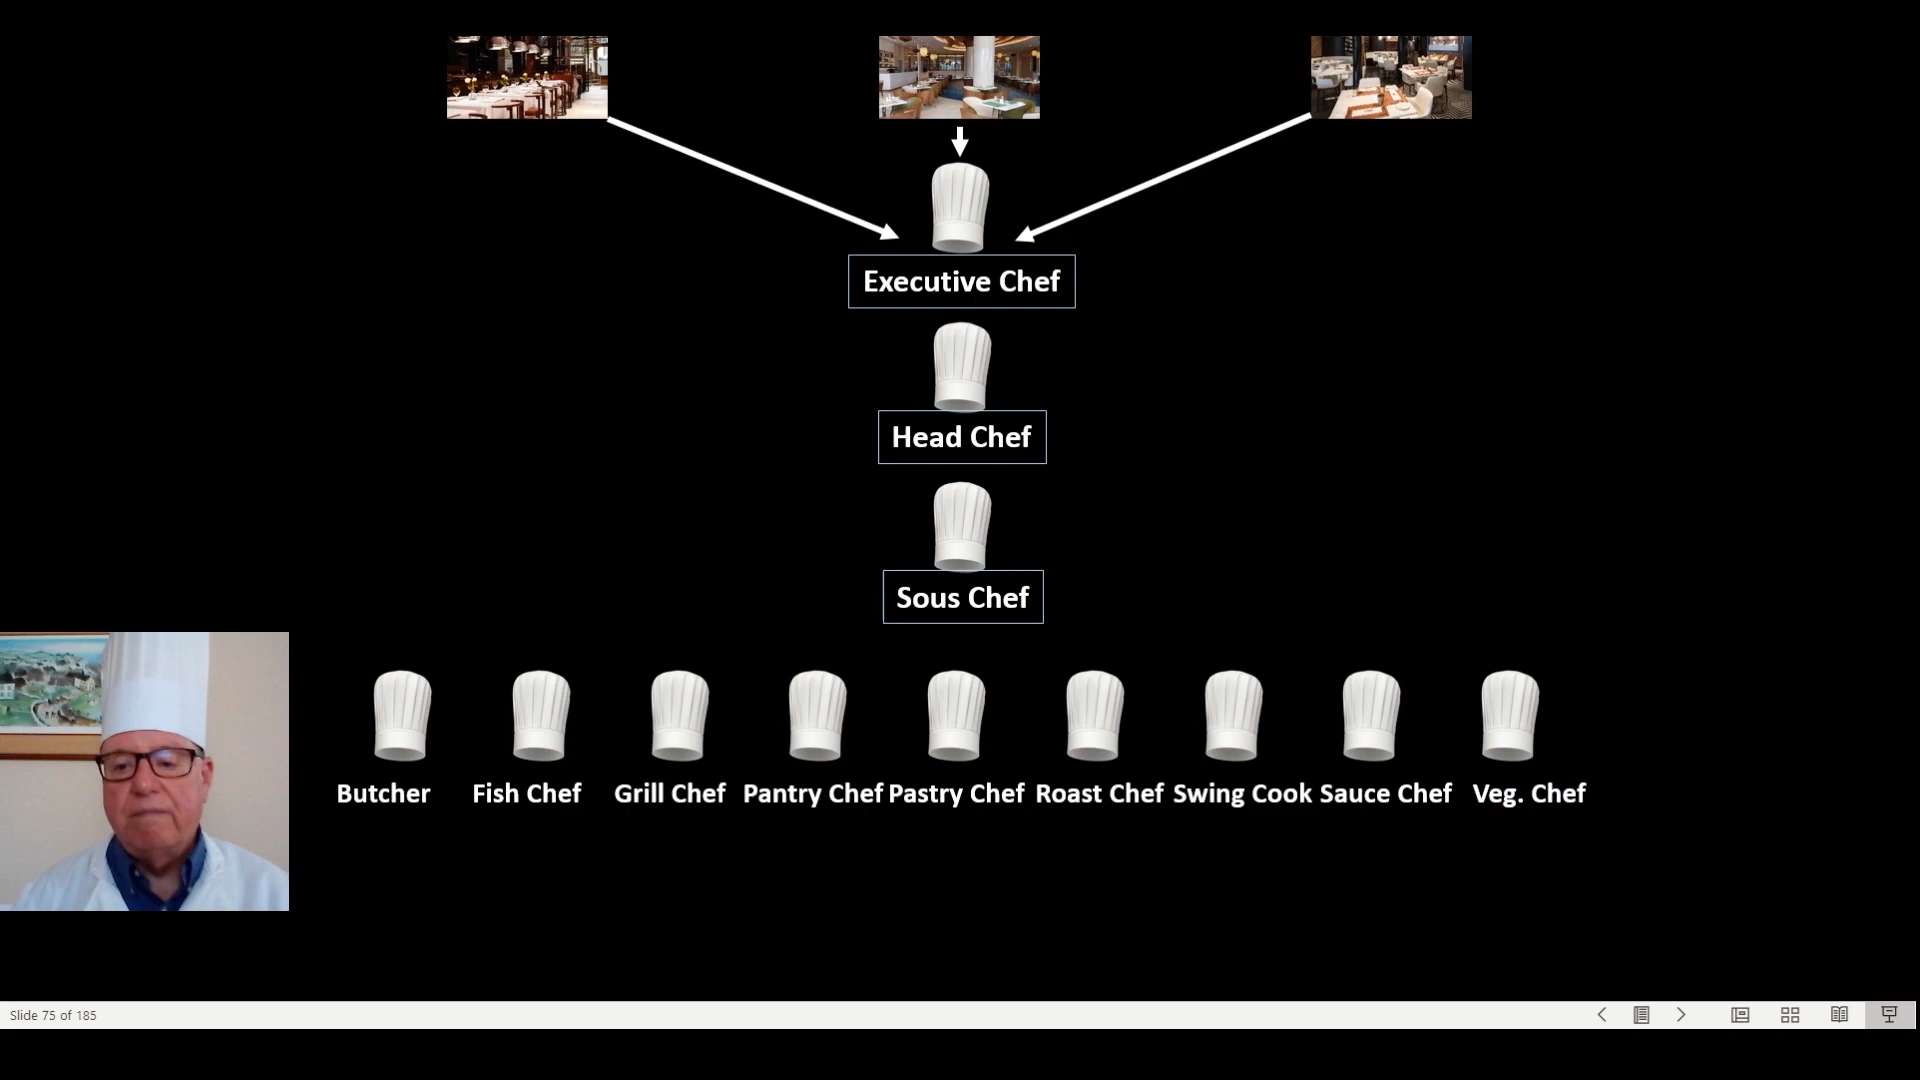 Executive Chef
Head Chef
Sous Chef
Butcher Fish Chef Grill Chef Pantry Chef Pastry Chef Roast Chef Swing Cook Sauce Chef Veg. Chef
Slide 75 of 185